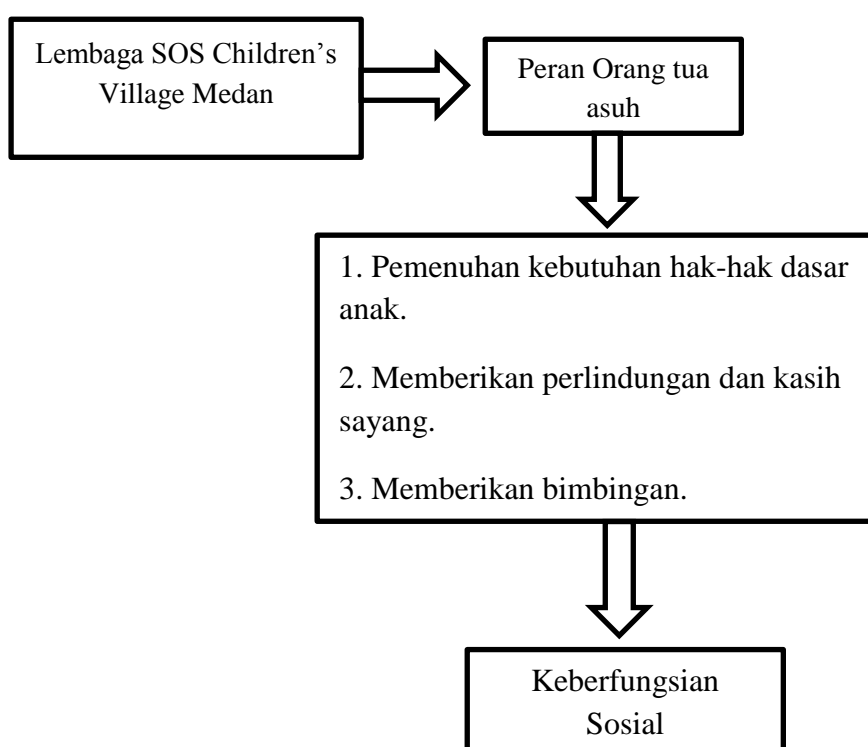 Lembaga SOS Children’s
Village Medan
Peran Orang tua
asuh
1. Pemenuhan kebutuhan hak-hak dasar
anak.
2. Memberikan perlindungan dan kasih
sayang.
3. Memberikan bimbingan.
Keberfungsian
Sosial